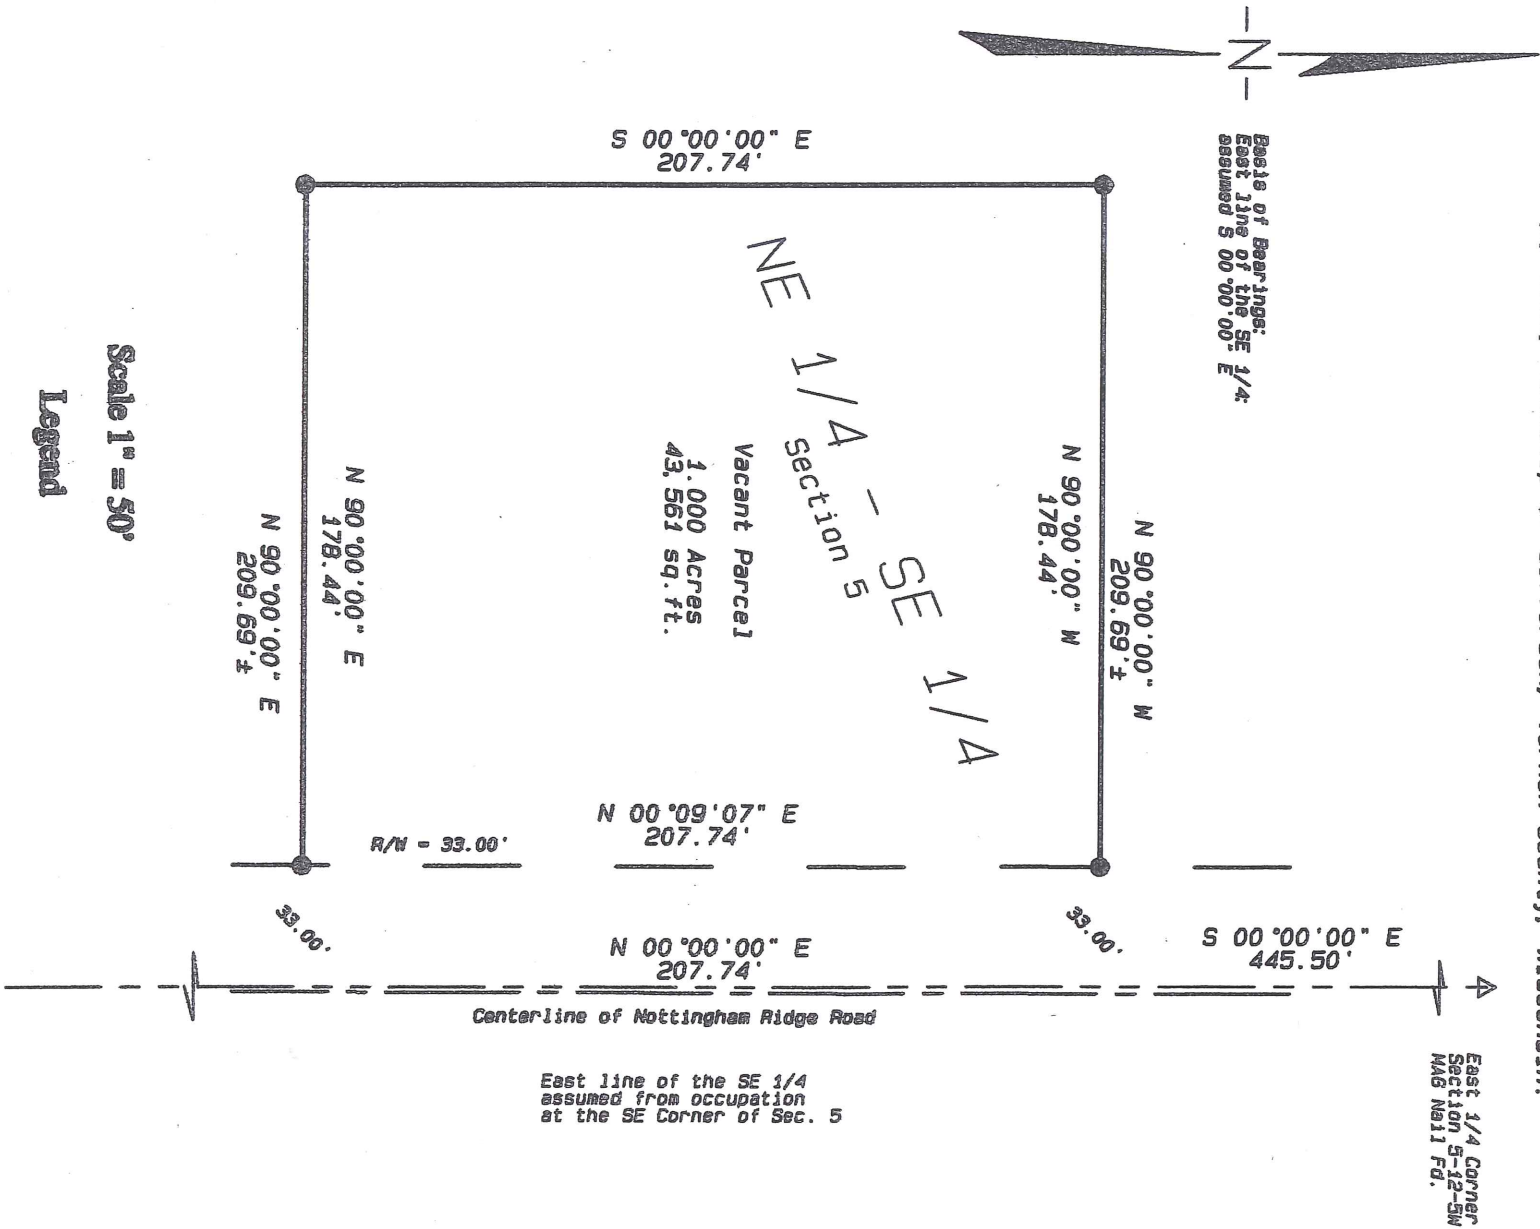 -N-
Basis of Bearings:
East line of the SE 1/4:
assumed S 00°00'00" E
S 00°00'00" E
207.74'
N 90°00'00" W
209.69'±
N 90°00'00" W
178.44'
NE 1/4 - SE 1/4
Section 5
Vacant Parcel
1.000 Acres
43,561 sq.ft.
N 90°00'00" E
178.44'
N 90°00'00" E
209.69'±
Scale 1" = 50'
Legend
N 00°09'07" E
207.74'
R/W = 33.00'
33.00'
33.00'
N 00°00'00" E
207.74'
S 00°00'00" E
445.50'
Centerline of Nottingham Ridge Road
East line of the SE 1/4
assumed from occupation
at the SE Corner of Sec. 5
East 1/4 Corner
Section 5-12-5W
MAG Nail Fd.